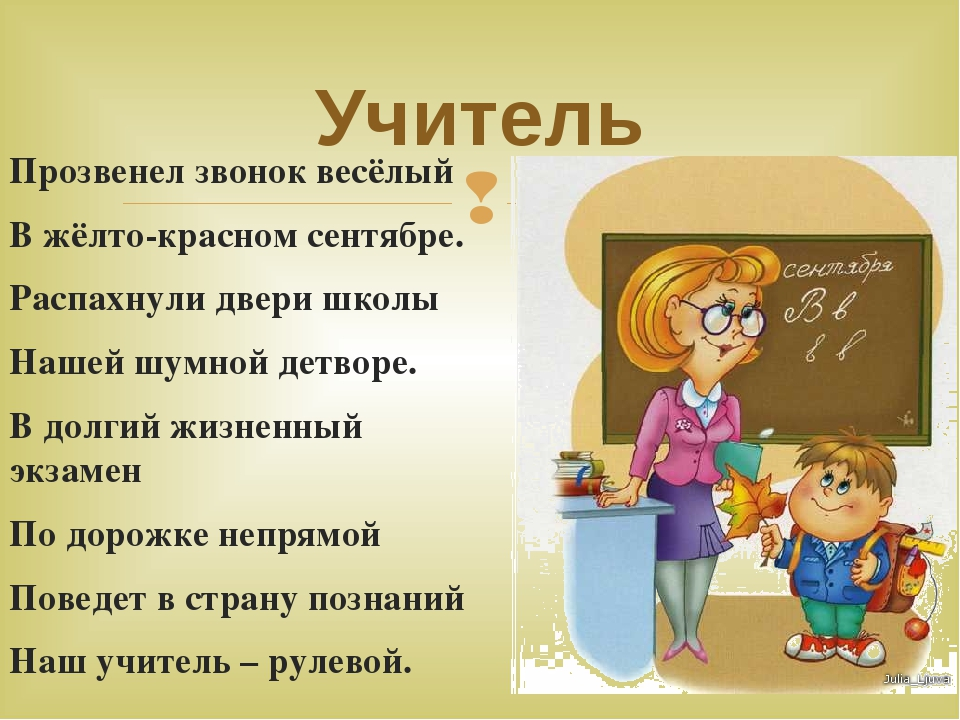 Учитель
Прозвенел звонок весёлый
В жёлто-красном сентябре.
Распахнули двери школы
Нашей шумной детворе.
В долгий жизненный
экзамен
По дорожке непрямой
Поведет в страну познаний
Наш учитель – рулевой.
сентября
В в
в в
Julia_Ljuva